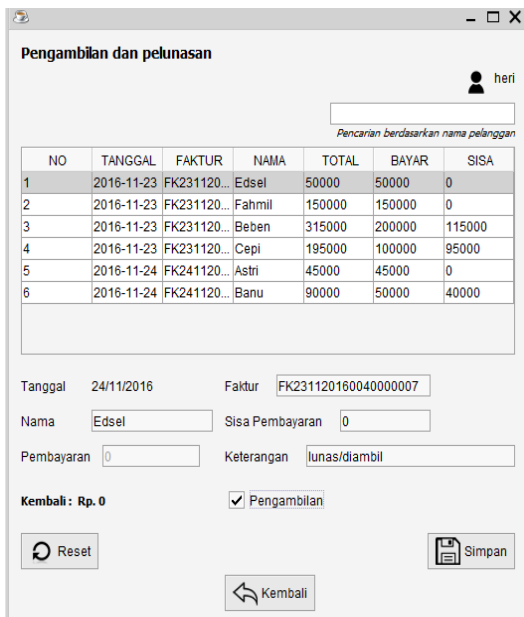 Pengambilan dan pelunasan
heri
Pencarian berdasarkan nama pelanggan
NO TANGGAL FAKTUR NAMA TOTAL BAYAR SISA
1 2016-11-23 FK231120... Edsel 50000 50000 0
2 2016-11-23 FK231120... Fahmil 150000 150000 0
3 2016-11-23 FK231120... Beben 315000 200000 115000
4 2016-11-23 FK231120... Cepi 195000 100000 95000
5 2016-11-24 FK241120... Astri 45000 45000 0
6 2016-11-24 FK241120... Banu 90000 50000 40000
Tanggal 24/11/2016 Faktur FK231120160040000007
Nama Edsel Sisa Pembayaran 0
Pembayaran 0 Keterangan lunas/diambil
Kembali : Rp. 0 Pengambilan
Reset Simpan
Kembali